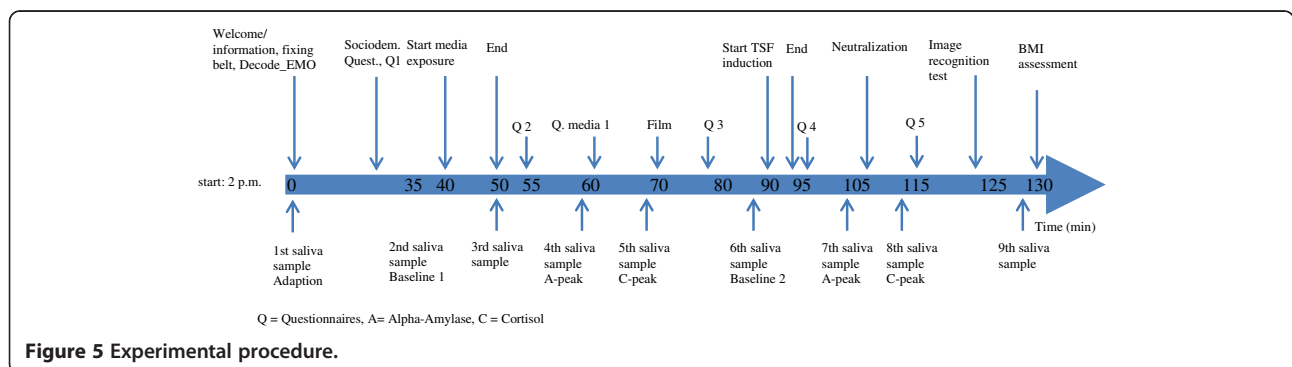 Welcome/
information, fixing
belt, Decode_EMO
Sociodem.
Quest., Q1
Start media
exposure
End
Q 2
Q. media 1
Film
Q 3
Start TSF
induction
End
Q 4
Neutralization
Q 5
Image
recognition
test
BMI
assessment
start: 2 p.m.
0 35 40 50 55 60 70 80 90 95 105 115 125 130
Time (min)
1st saliva
sample
Adaption
2nd saliva
sample
Baseline 1
3rd saliva
sample
4th saliva
sample
A-peak
5th saliva
sample
C-peak
6th saliva
sample
Baseline 2
7th saliva
sample
A-peak
8th saliva
sample
C-peak
9th saliva
sample
Q = Questionnaires, A= Alpha-Amylase, C = Cortisol
Figure 5 Experimental procedure.